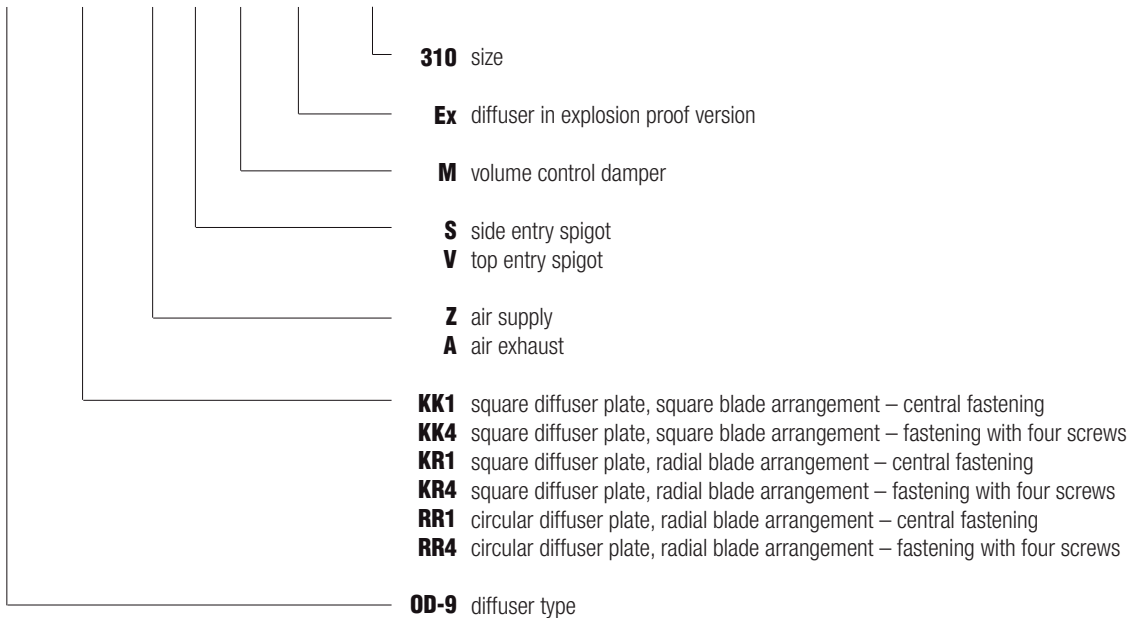 310 size
Ex diffuser in explosion proof version
M volume control damper
S side entry spigot
V top entry spigot
Z air supply
A air exhaust
KK1 square diffuser plate, square blade arrangement – central fastening
KK4 square diffuser plate, square blade arrangement – fastening with four screws
KR1 square diffuser plate, radial blade arrangement – central fastening
KR4 square diffuser plate, radial blade arrangement – fastening with four screws
RR1 circular diffuser plate, radial blade arrangement – central fastening
RR4 circular diffuser plate, radial blade arrangement – fastening with four screws
OD-9 diffuser type